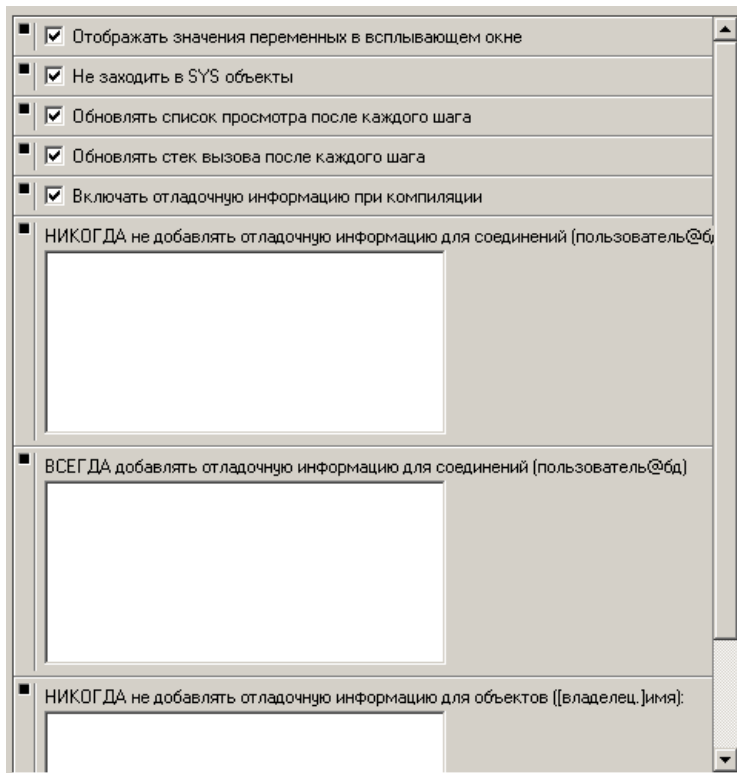 Отображать значения переменных в всплывающем окне
Не заходить в SYS объекты
Обновлять список просмотра после каждого шага
Обновлять стек вызова после каждого шага
Включать отладочную информацию при компиляции
НИКОГДА не добавлять отладочную информацию для соединений (пользователь@б
ВСЕГДА добавлять отладочную информацию для соединений (пользователь@бд)
НИКОГДА не добавлять отладочную информацию для объектов ([владелец.]имя):